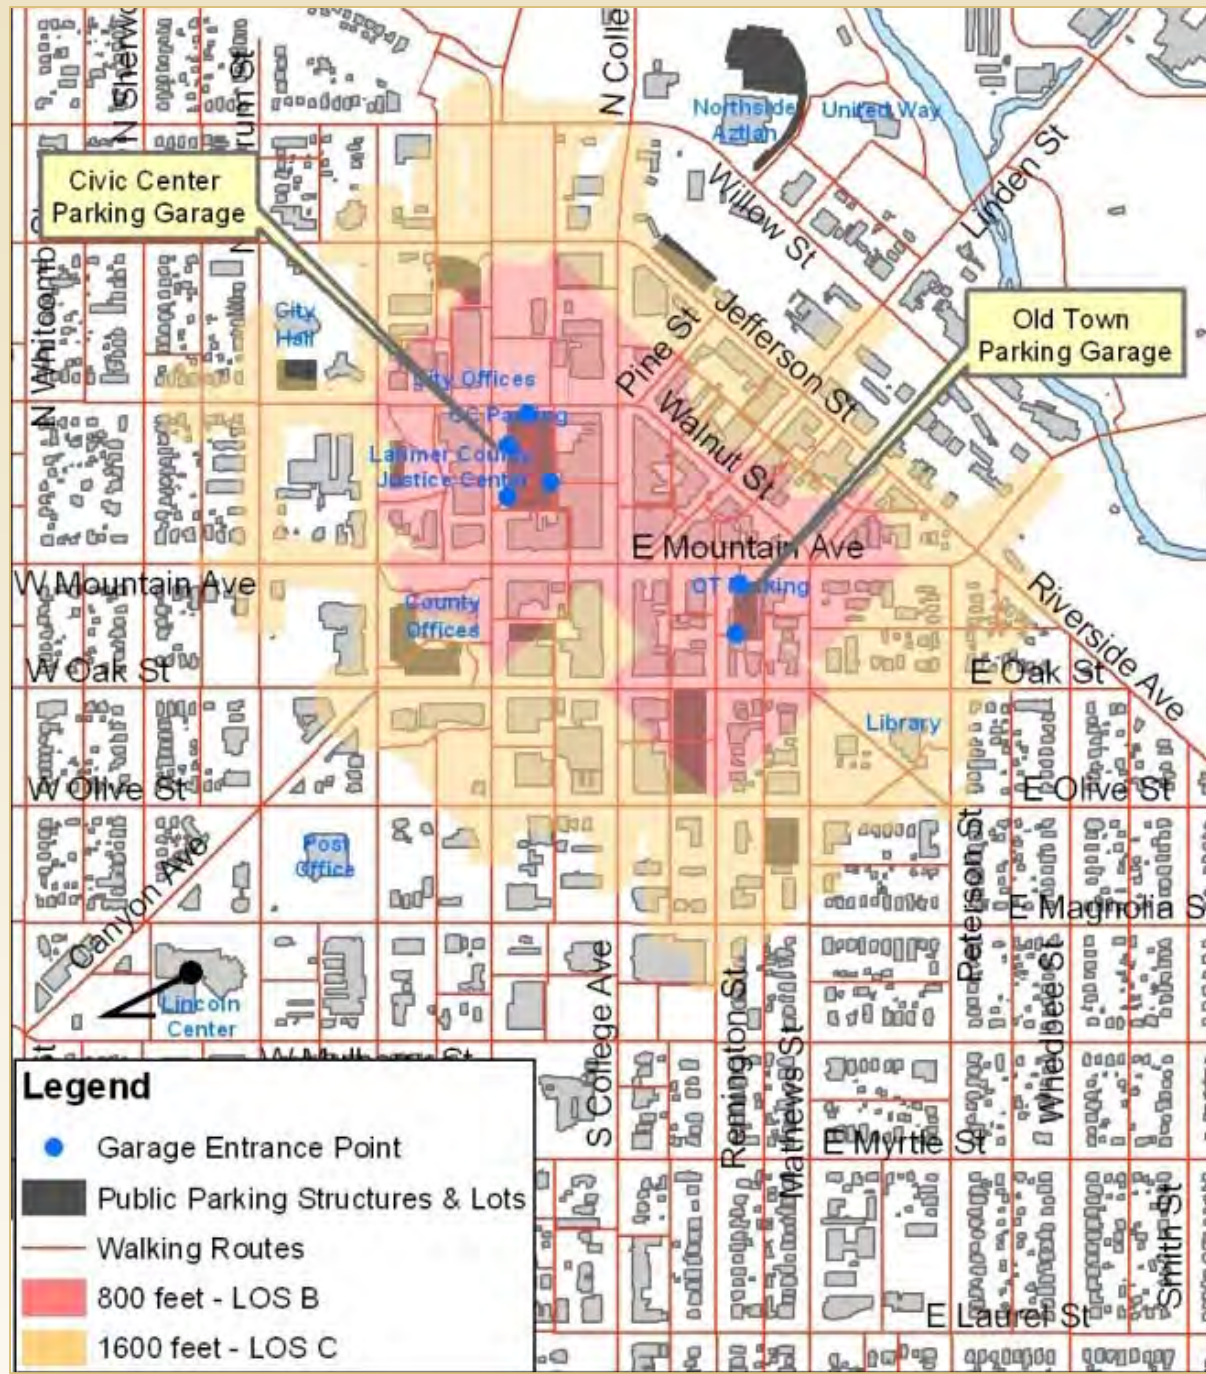 N Sherwo
rum St
N Colle
Northside
Aztlan
United Way
Linden St
Willow St
Civic Center
Parking Garage
N Whitcomb
City
Hall
Jefferson St
Pine St
Old Town
Parking Garage
City Offices
CC Parking
Walnut St
Larimer County
Justice Center
E Mountain Ave
W Mountain Ave
OT Parking
County
Offices
Riverside Ave
W Oak St
E Oak St
Library
W Olive St
E Olive St
Post
Office
Canyon Ave
Peterson St
E Magnolia S
Lincoln
Center
S College Ave
Remington St
Mathews St
Whedbee St
E Myrtle St
Smith St
E Laurel St
St
Legend
Garage Entrance Point
Public Parking Structures & Lots
Walking Routes
800 feet - LOS B
1600 feet - LOS C